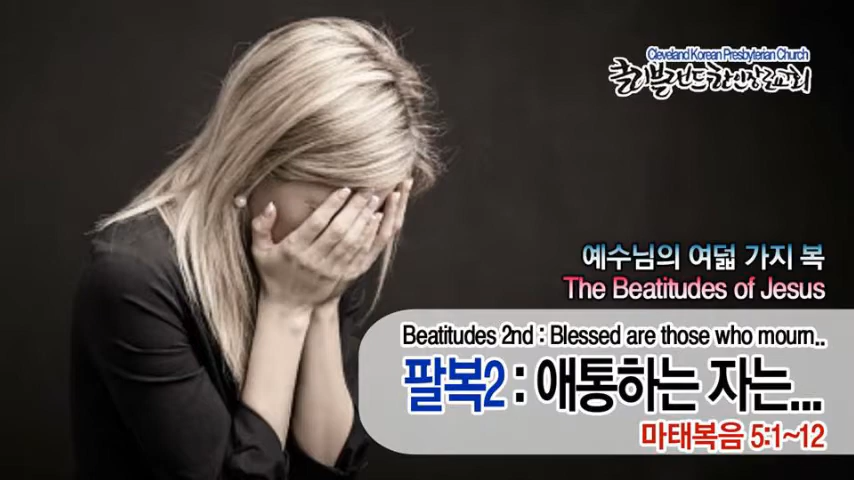 Cleveland Korean Presbyterian Church
클리블랜드한인장로교회
예수님의 여덟 가지 복
The Beatitudes of Jesus
Beatitudes 2nd : Blessed are those who mourn..
팔복2 : 애통하는 자는...
마태복음 5:1~12